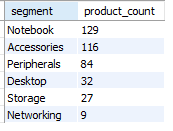 segment product_count
Notebook 129
Accessories 116
Peripherals 84
Desktop 32
Storage 27
Networking 9